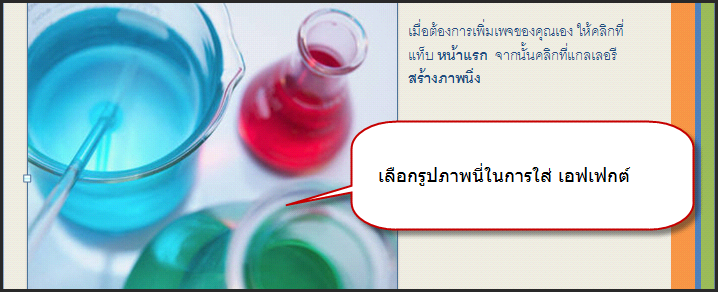 เมื่อต้องการเพิ่มเพจของคุณเอง ให้คลิกที่
แท็บ หน้าแรก จากนั้นคลิกที่แกลเลอรี
สร้างภาพนิ่ง
เลือกรูปภาพนี่ในการใส่ เอฟเฟกต์